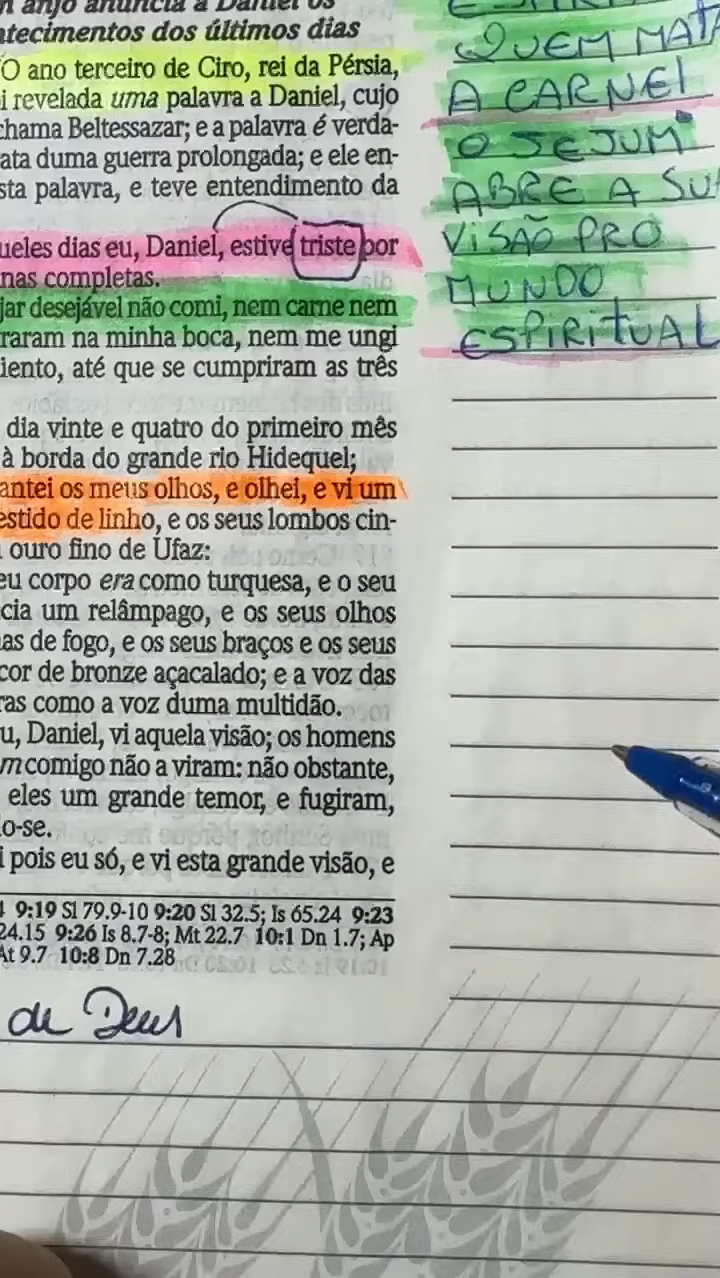 anjo anuncia a Daniel os
tecimentos dos últimos dias
O ano terceiro de Ciro, rei da Pérsia,
i revelada uma palavra a Daniel, cujo
chama Beltessazar; e a palavra é verda-
ata duma guerra prolongada; e ele en-
sta palavra, e teve entendimento da
ueles dias eu, Daniel, estive triste por
nas completas.
jar desejável não comi, nem carne nem
raram na minha boca, nem me ungi
iento, até que se cumpriram as três
dia vinte e quatro do primeiro mês
à borda do grande rio Hidequel;
antei os meus olhos, e olhei, e vi um
estido de linho, e os seus lombos cin-
ouro fino de Ufaz:
eu corpo era como turquesa, e o seu
cia um relâmpago, e os seus olhos
as de fogo, e os seus braços e os seus
cor de bronze açacalado; e a voz das
ras como a voz duma multidão.
u, Daniel, vi aquela visão; os homens
m comigo não a viram: não obstante,
eles um grande temor, e fugiram,
o-se.
i pois eu só, e vi esta grande visão, e
9:19 Sl 79.9-10 9:20 Sl 32.5; Is 65.24 9:23
24.15 9:26 Is 8.7-8; Mt 22.7 10:1 Dn 1.7; Ap
At 9.7 10:8 Dn 7.28
de Deus
QUEM MATA
A CARNE!
O JEJUM
ABRE A SUA
VISÃO PRO
MUNDO
ESPIRITUAL